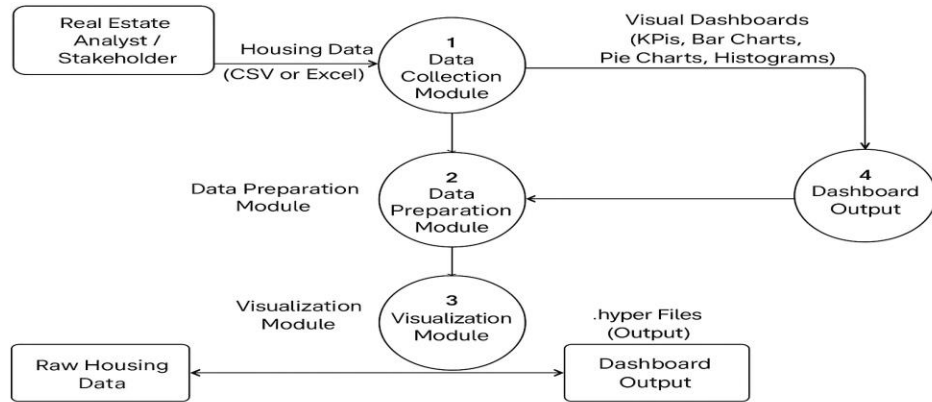 Real Estate
Analyst /
Stakeholder
Housing Data
(CSV or Excel)
1
Data
Collection
Module
Visual Dashboards
(KPis, Bar Charts,
Pie Charts, Histograms)
Data Preparation
Module
2
Data
Preparation
Module
4
Dashboard
Output
Visualization
Module
3
Visualization
Module
.hyper Files
(Output)
Raw Housing
Data
Dashboard
Output